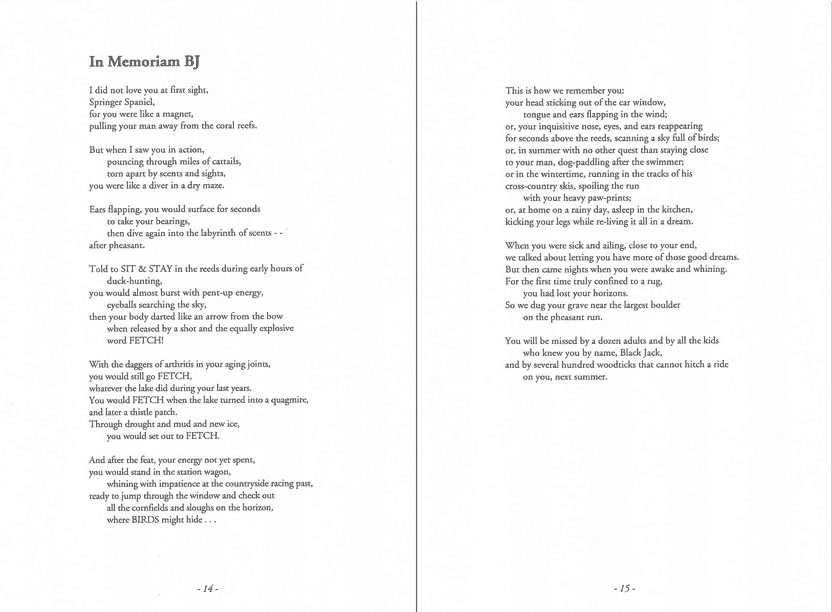 In Memoriam BJ
I did not love you at first sight,
Springer Spaniel,
for you were like a magnet,
pulling your man away from the coral reefs.
But when I saw you in action,
pouncing through miles of cattails,
torn apart by scents and sights,
you were like a diver in a dry maze.
Ears flapping, you would surface for seconds
to take your bearings,
then dive again into the labyrinth of scents - -
after pheasant.
Told to SIT & STAY in the reeds during early hours of
duck-hunting,
you would almost burst with pent-up energy,
eyeballs searching the sky,
then your body darted like an arrow from the bow
when released by a shot and the equally explosive
word FETCH!
With the daggers of arthritis in your aging joints,
you would still go FETCH,
whatever the lake did during your last years.
You would FETCH when the lake turned into a quagmire,
and later a thistle patch.
Through drought and mud and new ice,
you would set out to FETCH.
And after the feat, your energy not yet spent,
you would stand in the station wagon,
whining with impatience at the countryside racing past,
ready to jump through the window and check out
all the cornfields and sloughs on the horizon,
where BIRDS might hide . . .
- 14 -
This is how we remember you:
your head sticking out of the car window,
tongue and ears flapping in the wind;
or, your inquisitive nose, eyes, and ears reappearing
for seconds above the reeds, scanning a sky full of birds;
or, in summer with no other quest than staying close
to your man, dog-paddling after the swimmer;
or in the wintertime, running in the tracks of his
cross-country skis, spoiling the run
with your heavy paw-prints;
or, at home on a rainy day, asleep in the kitchen,
kicking your legs while re-living it all in a dream.
When you were sick and ailing, close to your end,
we talked about letting you have more of those good dreams.
But then came nights when you were awake and whining.
For the first time truly confined to a rug,
you had lost your horizons.
So we dug your grave near the largest boulder
on the pheasant run.
You will be missed by a dozen adults and by all the kids
who knew you by name, Black Jack,
and by several hundred woodticks that cannot hitch a ride
on you, next summer.
- 15 -